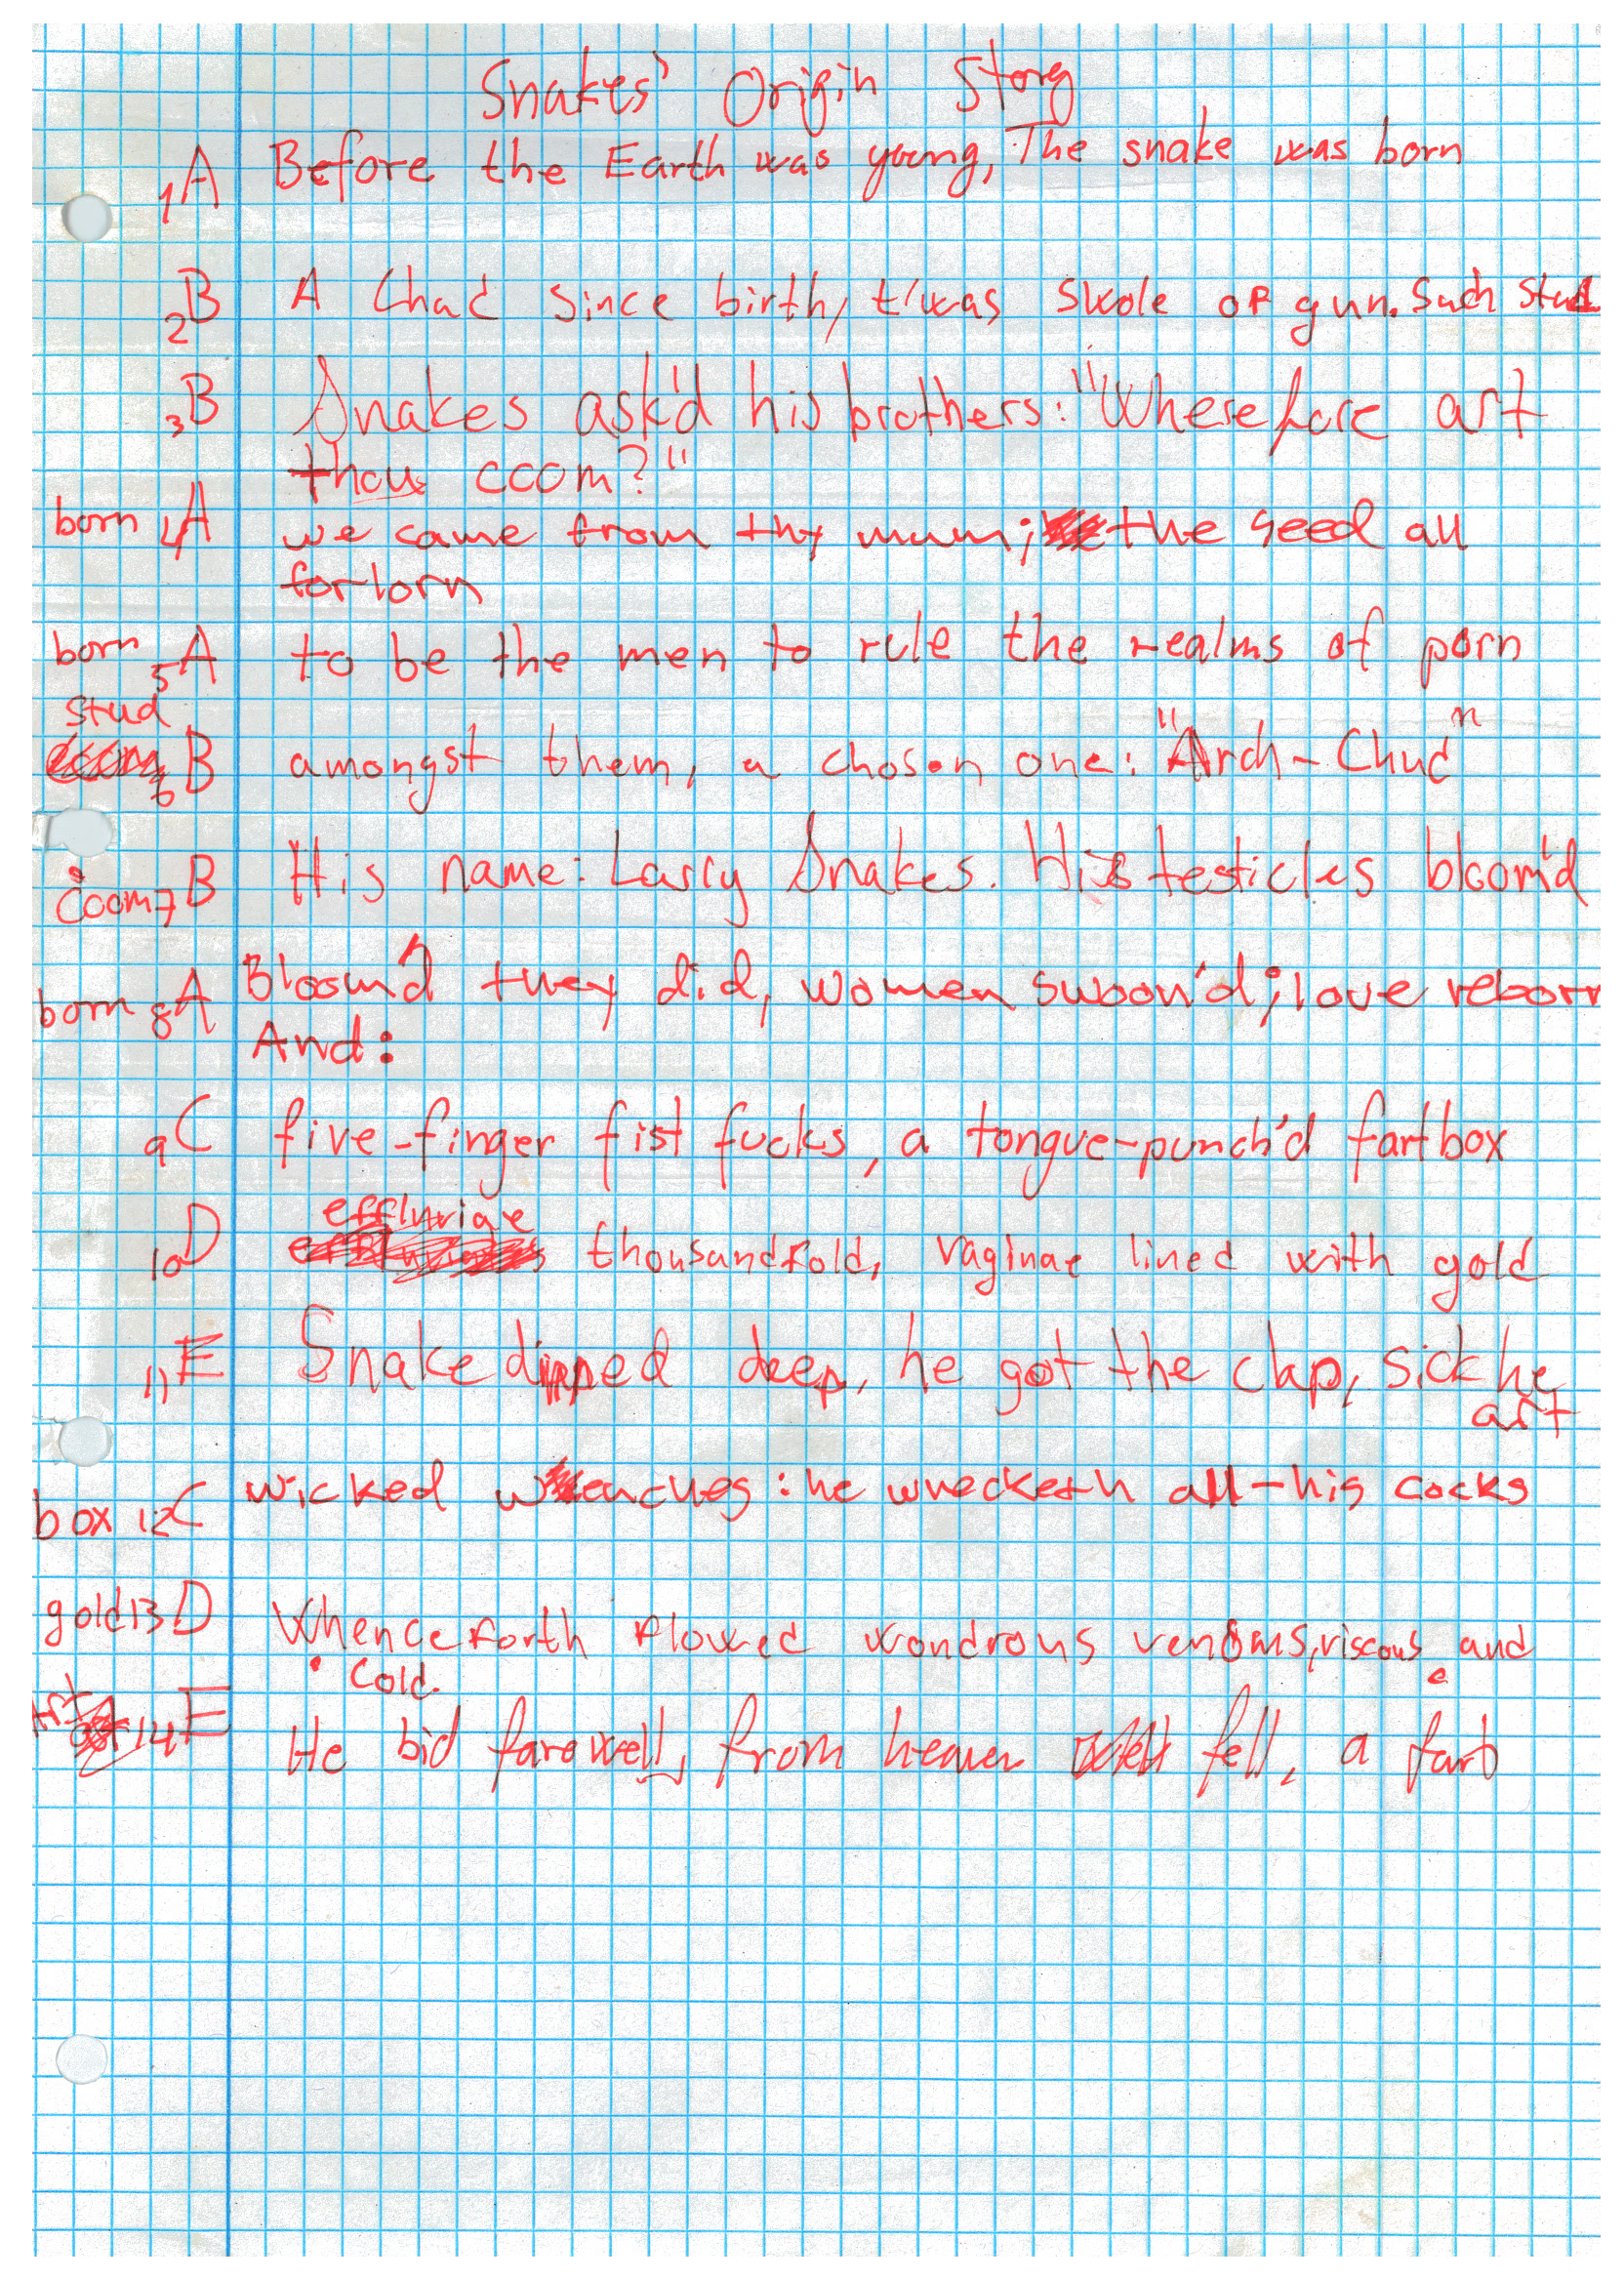 Snakes' Origin Story
1A Before the Earth was young, The snake was born
2B A Chad since birth, t'was swole of gun. Such stud
3B Snakes ask'd his brothers: "Wherefore art
thou coom?"
born 4A we came from thy mum; the seed all
forlorn
born 5A to be the men to rule the realms of porn
stud
6B amongst them, a chosen one: "Arch-Chud"
coom 7B His name: Larry Snakes. His testicles bloom'd
born 8A Bloom'd they did, women swoon'd; love reborn
And:
9C five-finger fist fucks, a tongue-punch'd fartbox
effluviae
10D thousandfold, vaginae lined with gold
11E Snake dipped deep, he got the clap, sick he
art
box 12C wicked wenches: he wrecketh all-his cocks
gold 13D Whenceforth flowed wondrous venoms, viscous and
cold.
art 14E He bid farewell, from heaven fell, a fart